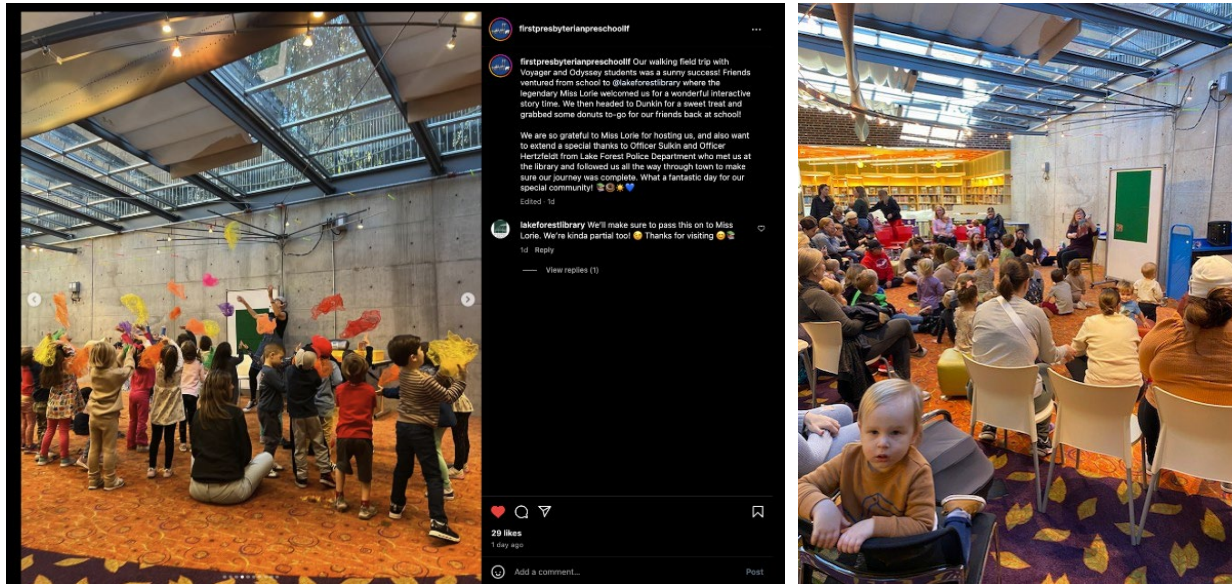 firstpresbyterianpreschoollf
firstpresbyterianpreschoollf Our walking field trip with
Voyager and Odyssey students was a sunny success! Friends
ventured from school to @lakeforestlibrary where the
legendary Miss Lorie welcomed us for a wonderful interactive
story time. We then headed to Dunkin for a sweet treat and
grabbed some donuts to-go for our friends back at school!
We are so grateful to Miss Lorie for hosting us, and also want
to extend a special thanks to Officer Sulkin and Officer
Hertzfeldt from Lake Forest Police Department who met us at
the library and followed us all the way through town to make
sure our journey was complete. What a fantastic day for our
special community! 📚🍩☀️💙
Edited · 1d
lakeforestlibrary We'll make sure to pass this on to Miss
Lorie. We're kinda partial too! 😊 Thanks for visiting 😊📚
1d Reply
View replies (1)
29 likes
1 day ago
Add a comment...
Post